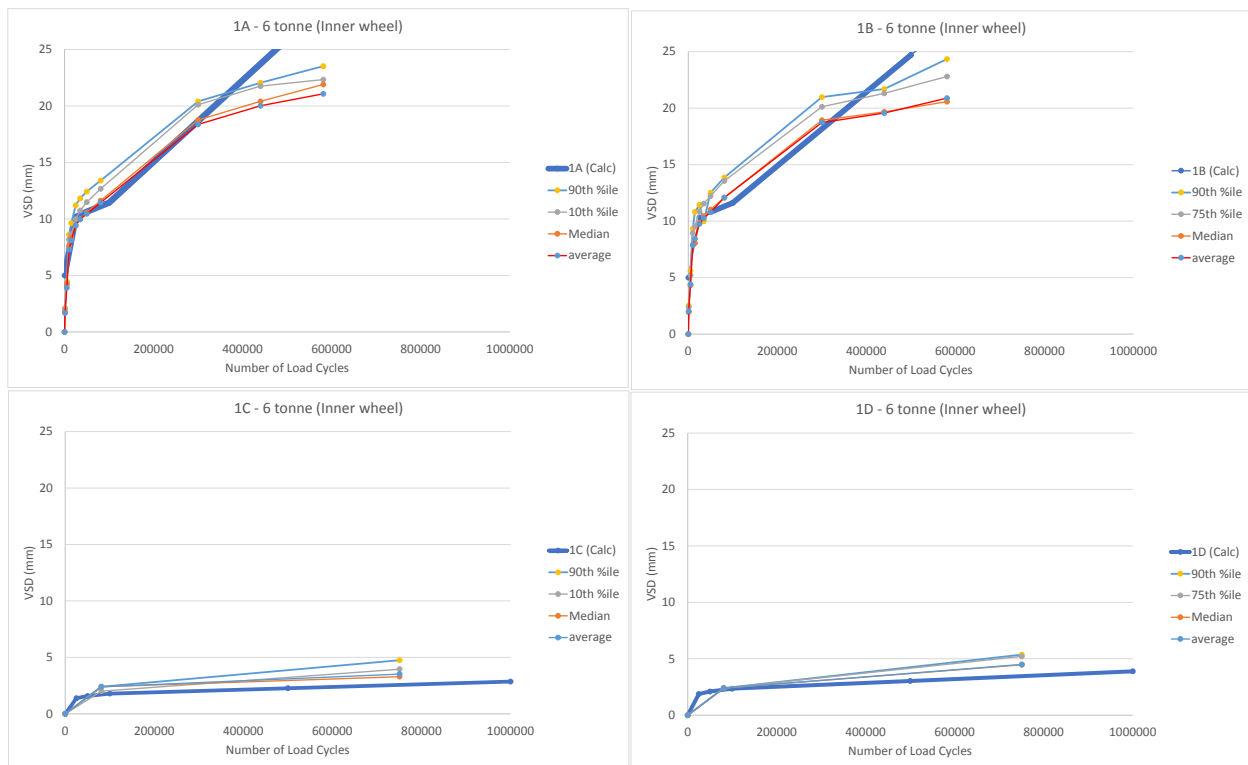 1A - 6 tonne (Inner wheel)
25
20
15
10
5
0
VSD (mm)
0 200000 400000 600000 800000 1000000
Number of Load Cycles
1A (Calc)
90th %ile
10th %ile
Median
average
1B - 6 tonne (Inner wheel)
25
20
15
10
5
0
VSD (mm)
0 200000 400000 600000 800000 1000000
Number of Load Cycles
1B (Calc)
90th %ile
75th %ile
Median
average
1C - 6 tonne (Inner wheel)
25
20
15
10
5
0
VSD (mm)
0 200000 400000 600000 800000 1000000
Number of Load Cycles
1C (Calc)
90th %ile
10th %ile
Median
average
1D - 6 tonne (Inner wheel)
25
20
15
10
5
0
VSD (mm)
0 200000 400000 600000 800000 1000000
Number of Load Cycles
1D (Calc)
90th %ile
75th %ile
Median
average